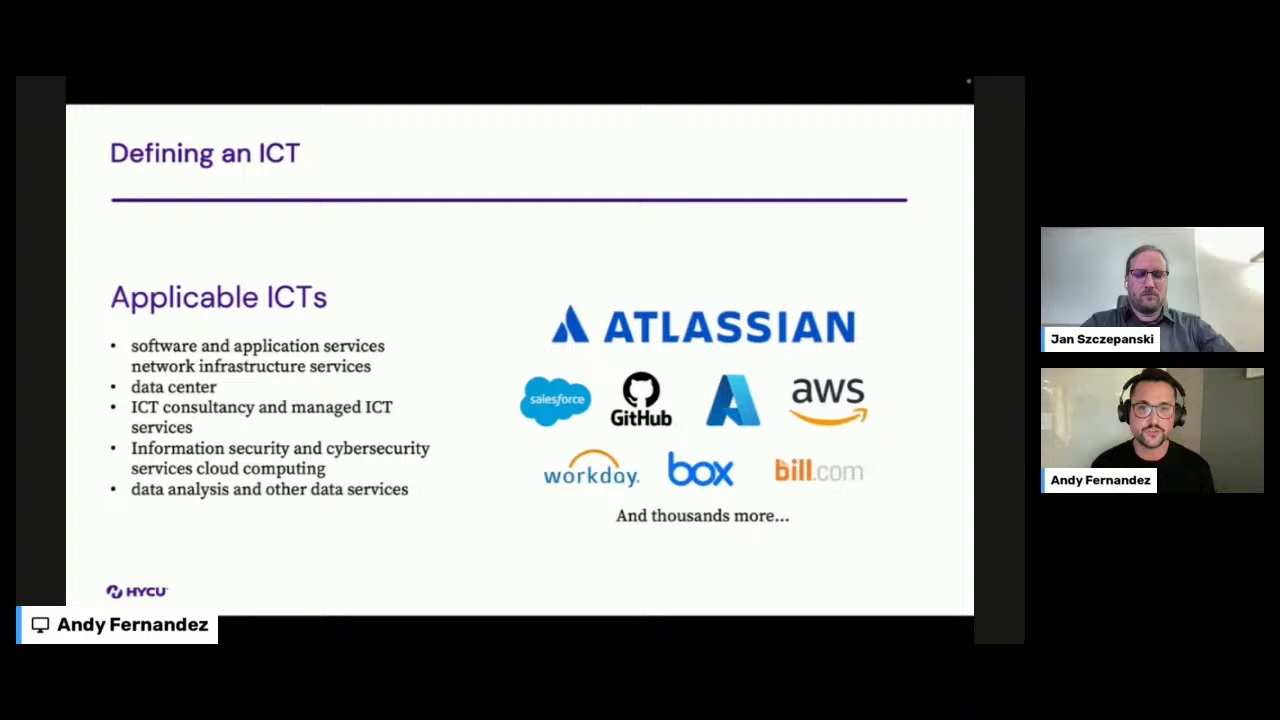 Defining an ICT
Applicable ICTs
• software and application services
network infrastructure services
• data center
• ICT consultancy and managed ICT
services
• Information security and cybersecurity
services cloud computing
• data analysis and other data services
ATLASSIAN
salesforce
GitHub
aws
workday.
box
bill.com
And thousands more...
HYCU
Andy Fernandez
Jan Szczepanski
Andy Fernandez